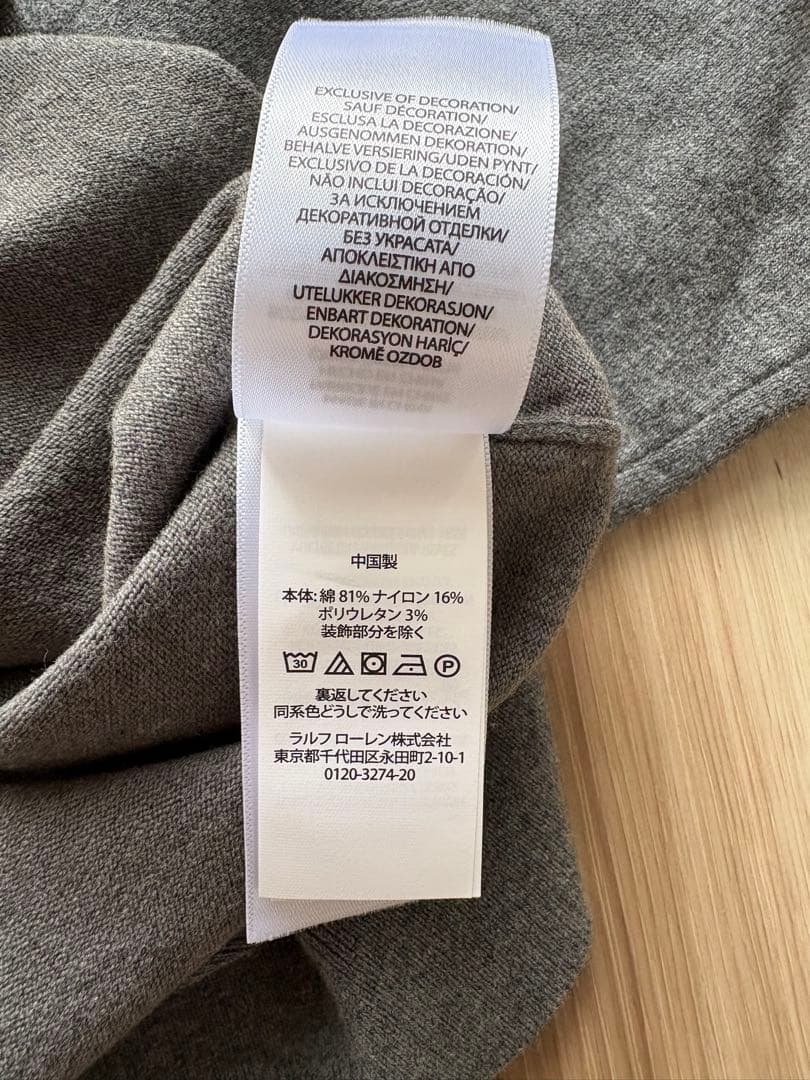 EXCLUSIVE OF DECORATION/
SAUF DÉCORATION/
ESCLUSA LA DECORAZIONE/
AUSGENOMMEN DEKORATION/
BEHALVE VERSIERING/UDEN PYNT/
EXCLUSIVO DE LA DECORACIÓN/
NÃO INCLUI DECORAÇÃO/
ЗА ИСКЛЮЧЕНИЕМ
ДЕКОРАТИВНОЙ ОТДЕЛКИ/
БЕЗ УКРАСАТА/
ΑΠΟΚΛΕΙΣΤΙΚΗ ΑΠΟ
ΔΙΑΚΟΣΜΗΣΗ/
UTELUKKER DEKORASJON/
ENBART DEKORATION/
DEKORASYON HARİÇ/
KROMĚ OZDOB
中国製
本体: 綿 81% ナイロン 16%
ポリウレタン 3%
装飾部分を除く
30 P
裏返してください
同系色どうしで洗ってください
ラルフ ローレン株式会社
東京都千代田区永田町2-10-1
0120-3274-20